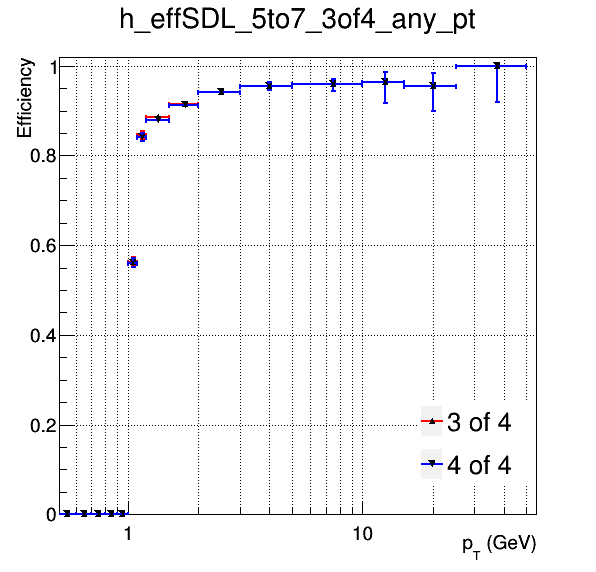 h_effSDL_5to7_3of4_any_pt
Efficiency
1
0.8
0.6
0.4
0.2
0
3 of 4
4 of 4
1
10
p_T (GeV)